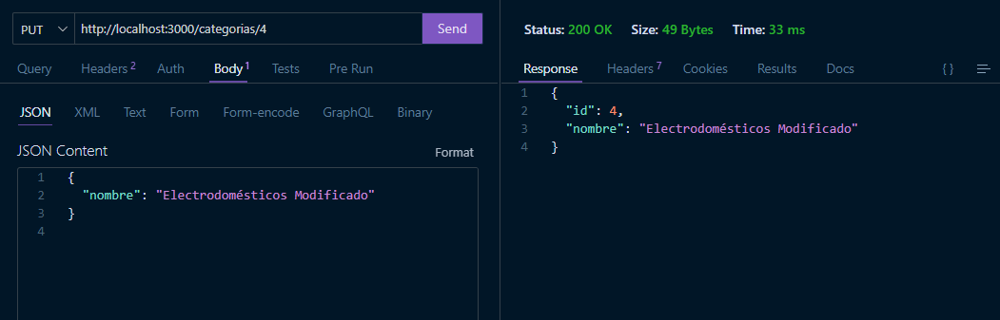 PUT http://localhost:3000/categorias/4 Send
Query Headers 2 Auth Body 1 Tests Pre Run
JSON XML Text Form Form-encode GraphQL Binary
JSON Content Format
1 {
2 "nombre": "Electrodomésticos Modificado"
3 }
4
Status: 200 OK Size: 49 Bytes Time: 33 ms
Response Headers 7 Cookies Results Docs { }
1 {
2 "id": 4,
3 "nombre": "Electrodomésticos Modificado"
4 }